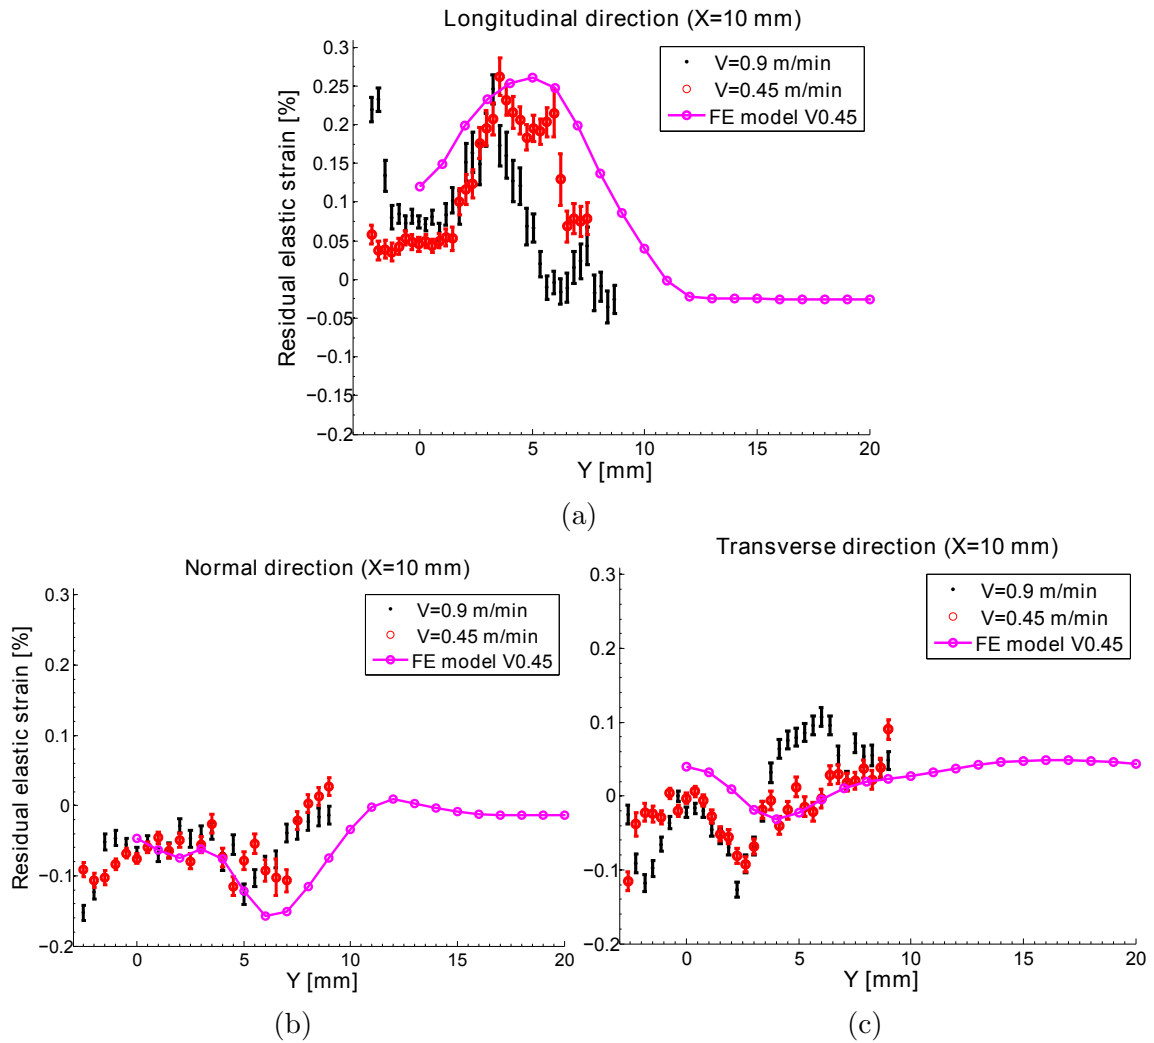 Longitudinal direction (X=10 mm)
0.3
0.25
0.2
0.15
0.1
0.05
0
−0.05
−0.1
−0.15
−0.2
Residual elastic strain [%]
V=0.9 m/min
V=0.45 m/min
FE model V0.45
0 5 10 15 20
Y [mm]
(a)
Normal direction (X=10 mm)
0.3
0.2
0.1
0
−0.1
−0.2
Residual elastic strain [%]
V=0.9 m/min
V=0.45 m/min
FE model V0.45
0 5 10 15 20
Y [mm]
(b)
Transverse direction (X=10 mm)
0.3
0.2
0.1
0
−0.1
−0.2
V=0.9 m/min
V=0.45 m/min
FE model V0.45
0 5 10 15 20
Y [mm]
(c)